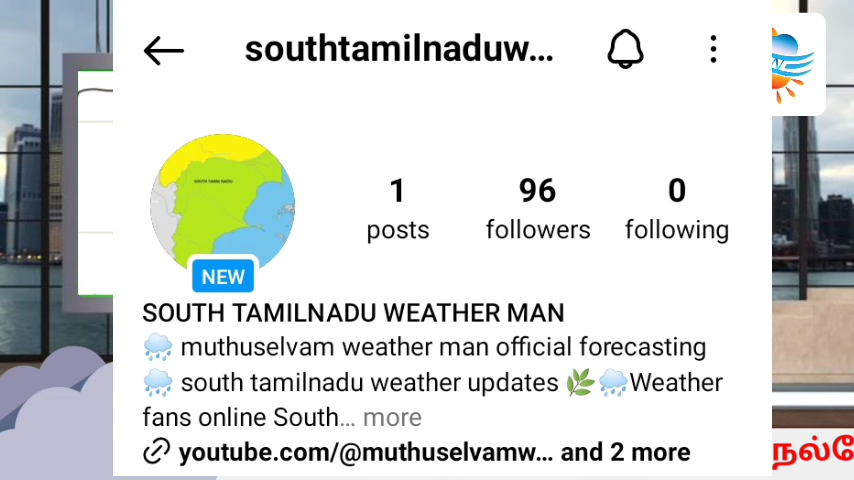 southtamilnaduw...
SOUTH TAMIL NADU
1
96
0
posts
followers
following
NEW
SOUTH TAMILNADU WEATHER MAN
🌧️ muthuselvam weather man official forecasting
🌧️ south tamilnadu weather updates 🌿🌧️Weather
fans online South... more
youtube.com/@muthuselvamw... and 2 more